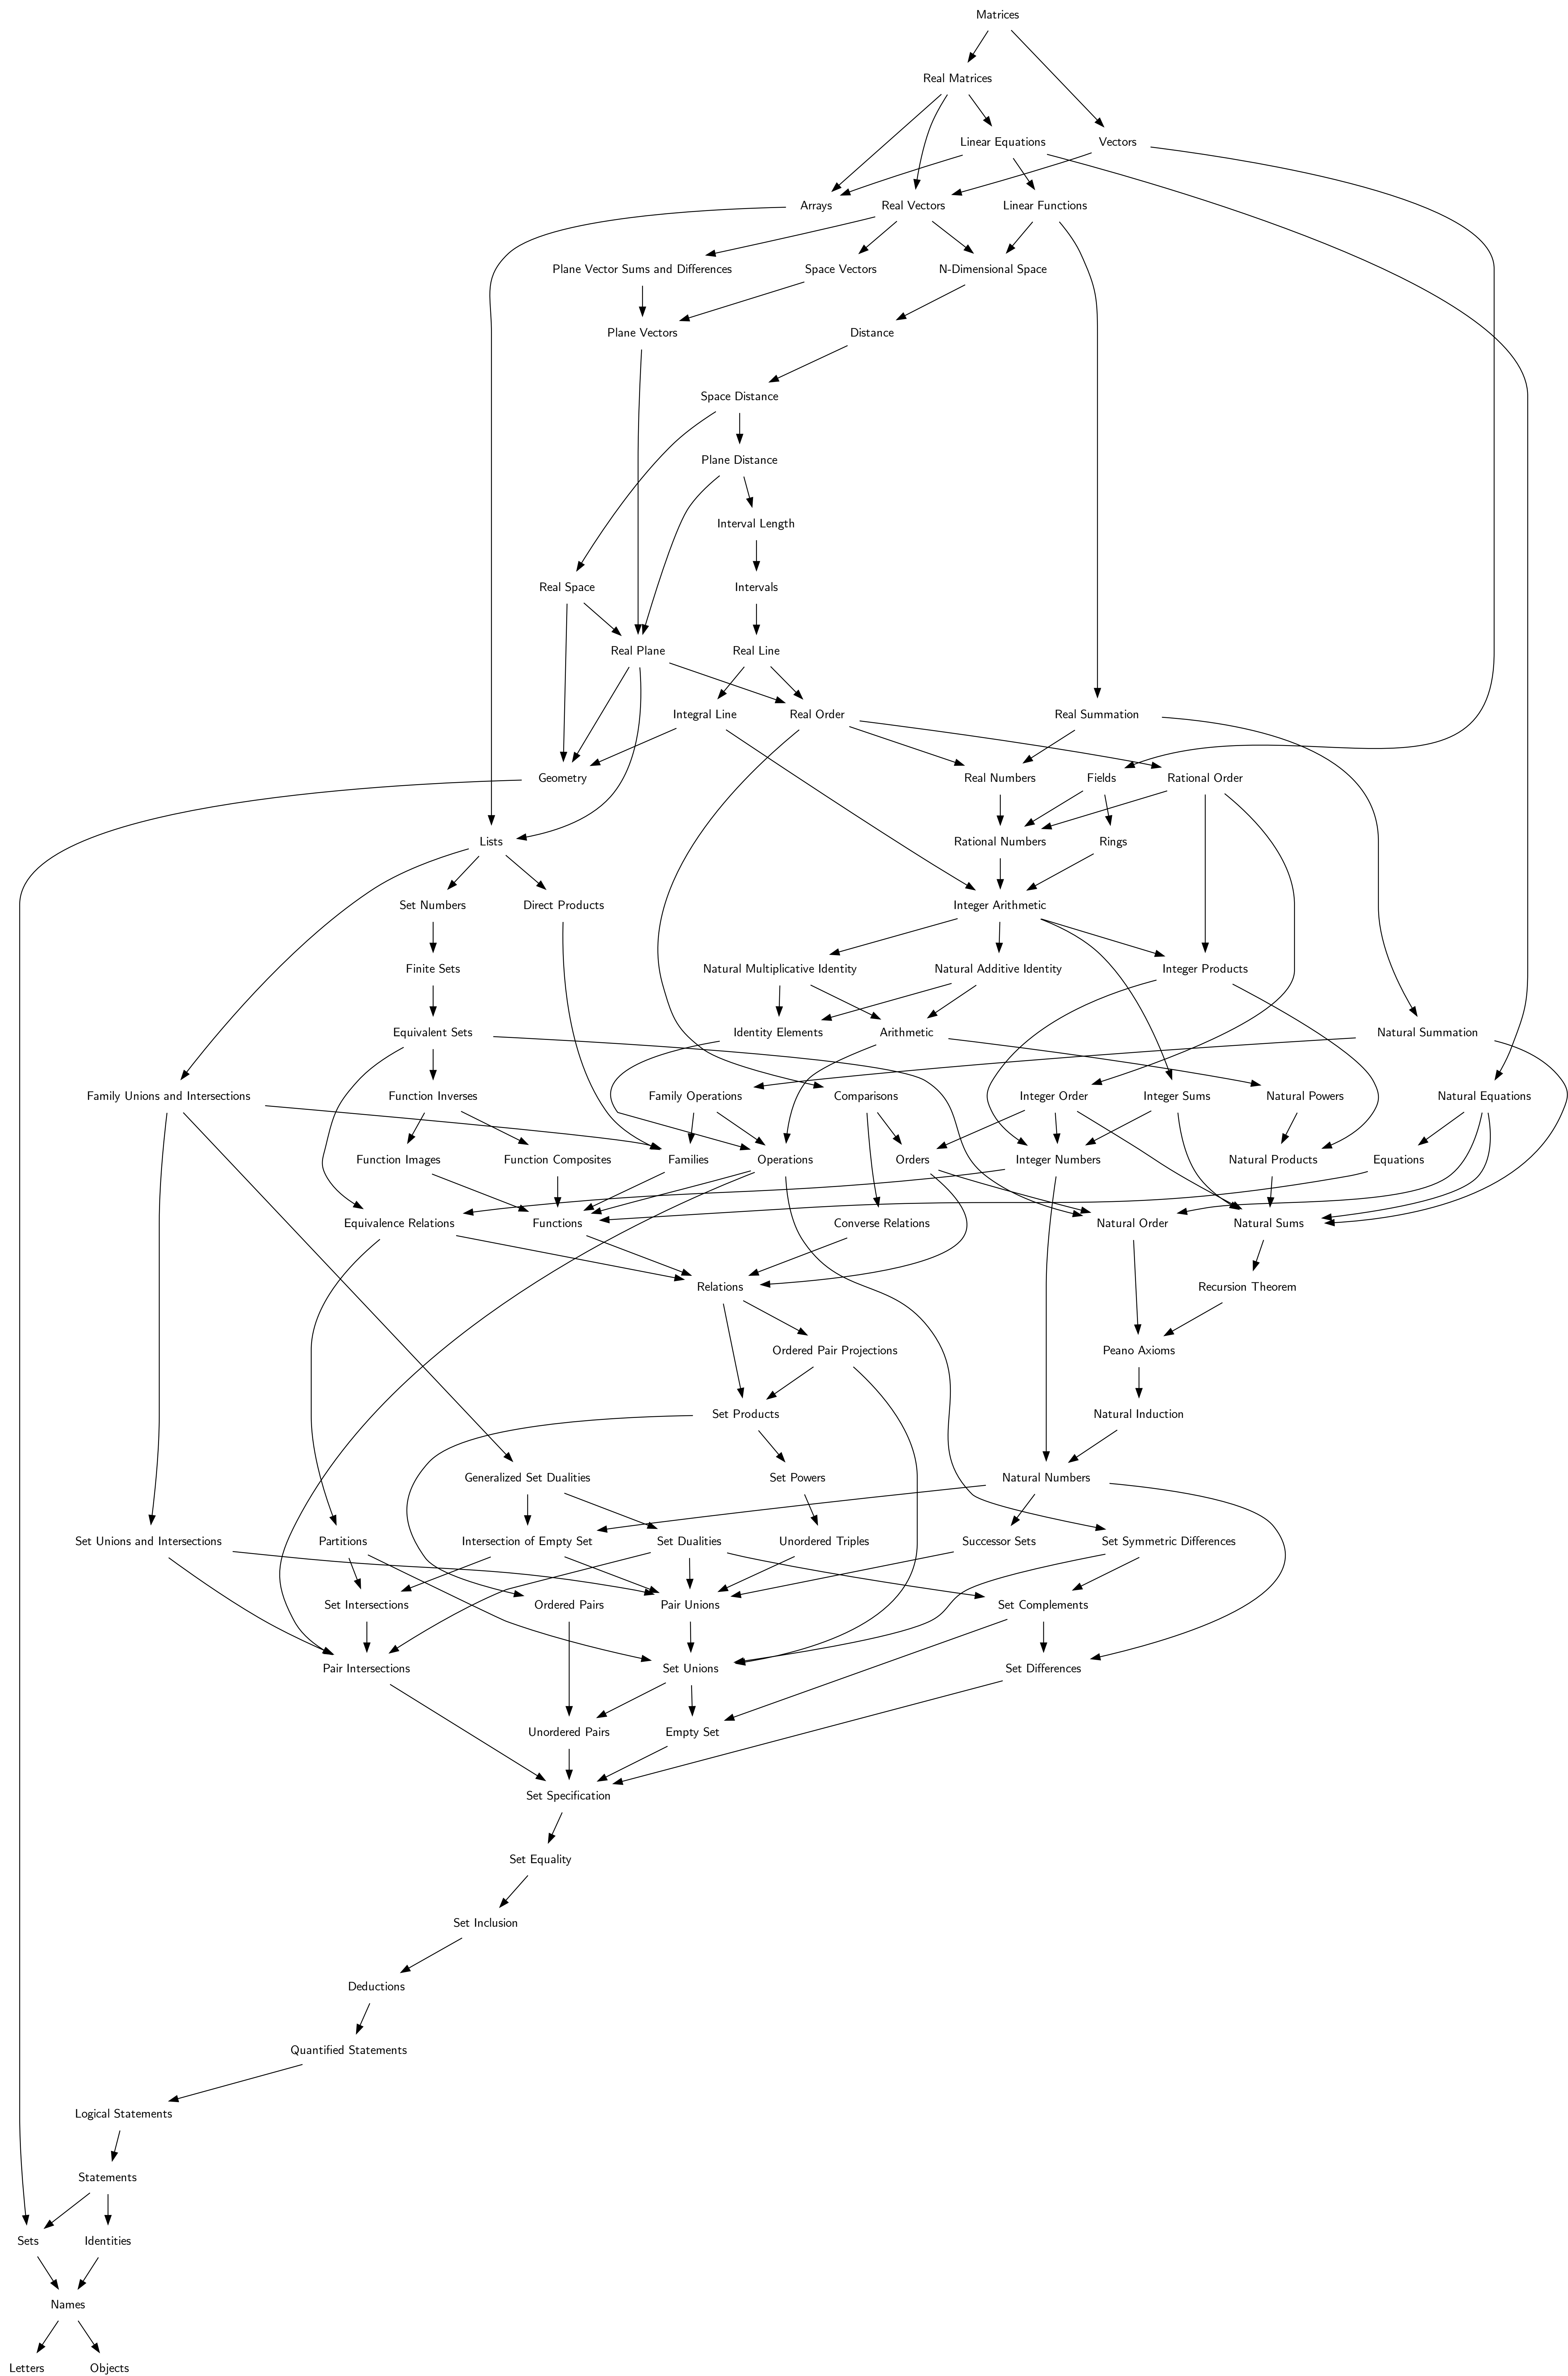 Matrices
Real Matrices
Linear Equations
Vectors
Arrays
Real Vectors
Linear Functions
Plane Vector Sums and Differences
Space Vectors
N-Dimensional Space
Plane Vectors
Distance
Space Distance
Plane Distance
Interval Length
Real Space
Intervals
Real Plane
Real Line
Integral Line
Real Order
Real Summation
Geometry
Real Numbers
Fields
Rational Order
Lists
Rational Numbers
Rings
Set Numbers
Direct Products
Integer Arithmetic
Finite Sets
Natural Multiplicative Identity
Natural Additive Identity
Integer Products
Equivalent Sets
Identity Elements
Arithmetic
Natural Summation
Family Unions and Intersections
Function Inverses
Family Operations
Comparisons
Integer Order
Integer Sums
Natural Powers
Natural Equations
Function Images
Function Composites
Families
Operations
Orders
Integer Numbers
Natural Products
Equations
Equivalence Relations
Functions
Converse Relations
Natural Order
Natural Sums
Relations
Recursion Theorem
Ordered Pair Projections
Peano Axioms
Set Products
Natural Induction
Generalized Set Dualities
Set Powers
Natural Numbers
Set Unions and Intersections
Partitions
Intersection of Empty Set
Set Dualities
Unordered Triples
Successor Sets
Set Symmetric Differences
Set Intersections
Ordered Pairs
Pair Unions
Set Complements
Pair Intersections
Set Unions
Set Differences
Unordered Pairs
Empty Set
Set Specification
Set Equality
Set Inclusion
Deductions
Quantified Statements
Logical Statements
Statements
Sets
Identities
Names
Letters
Objects